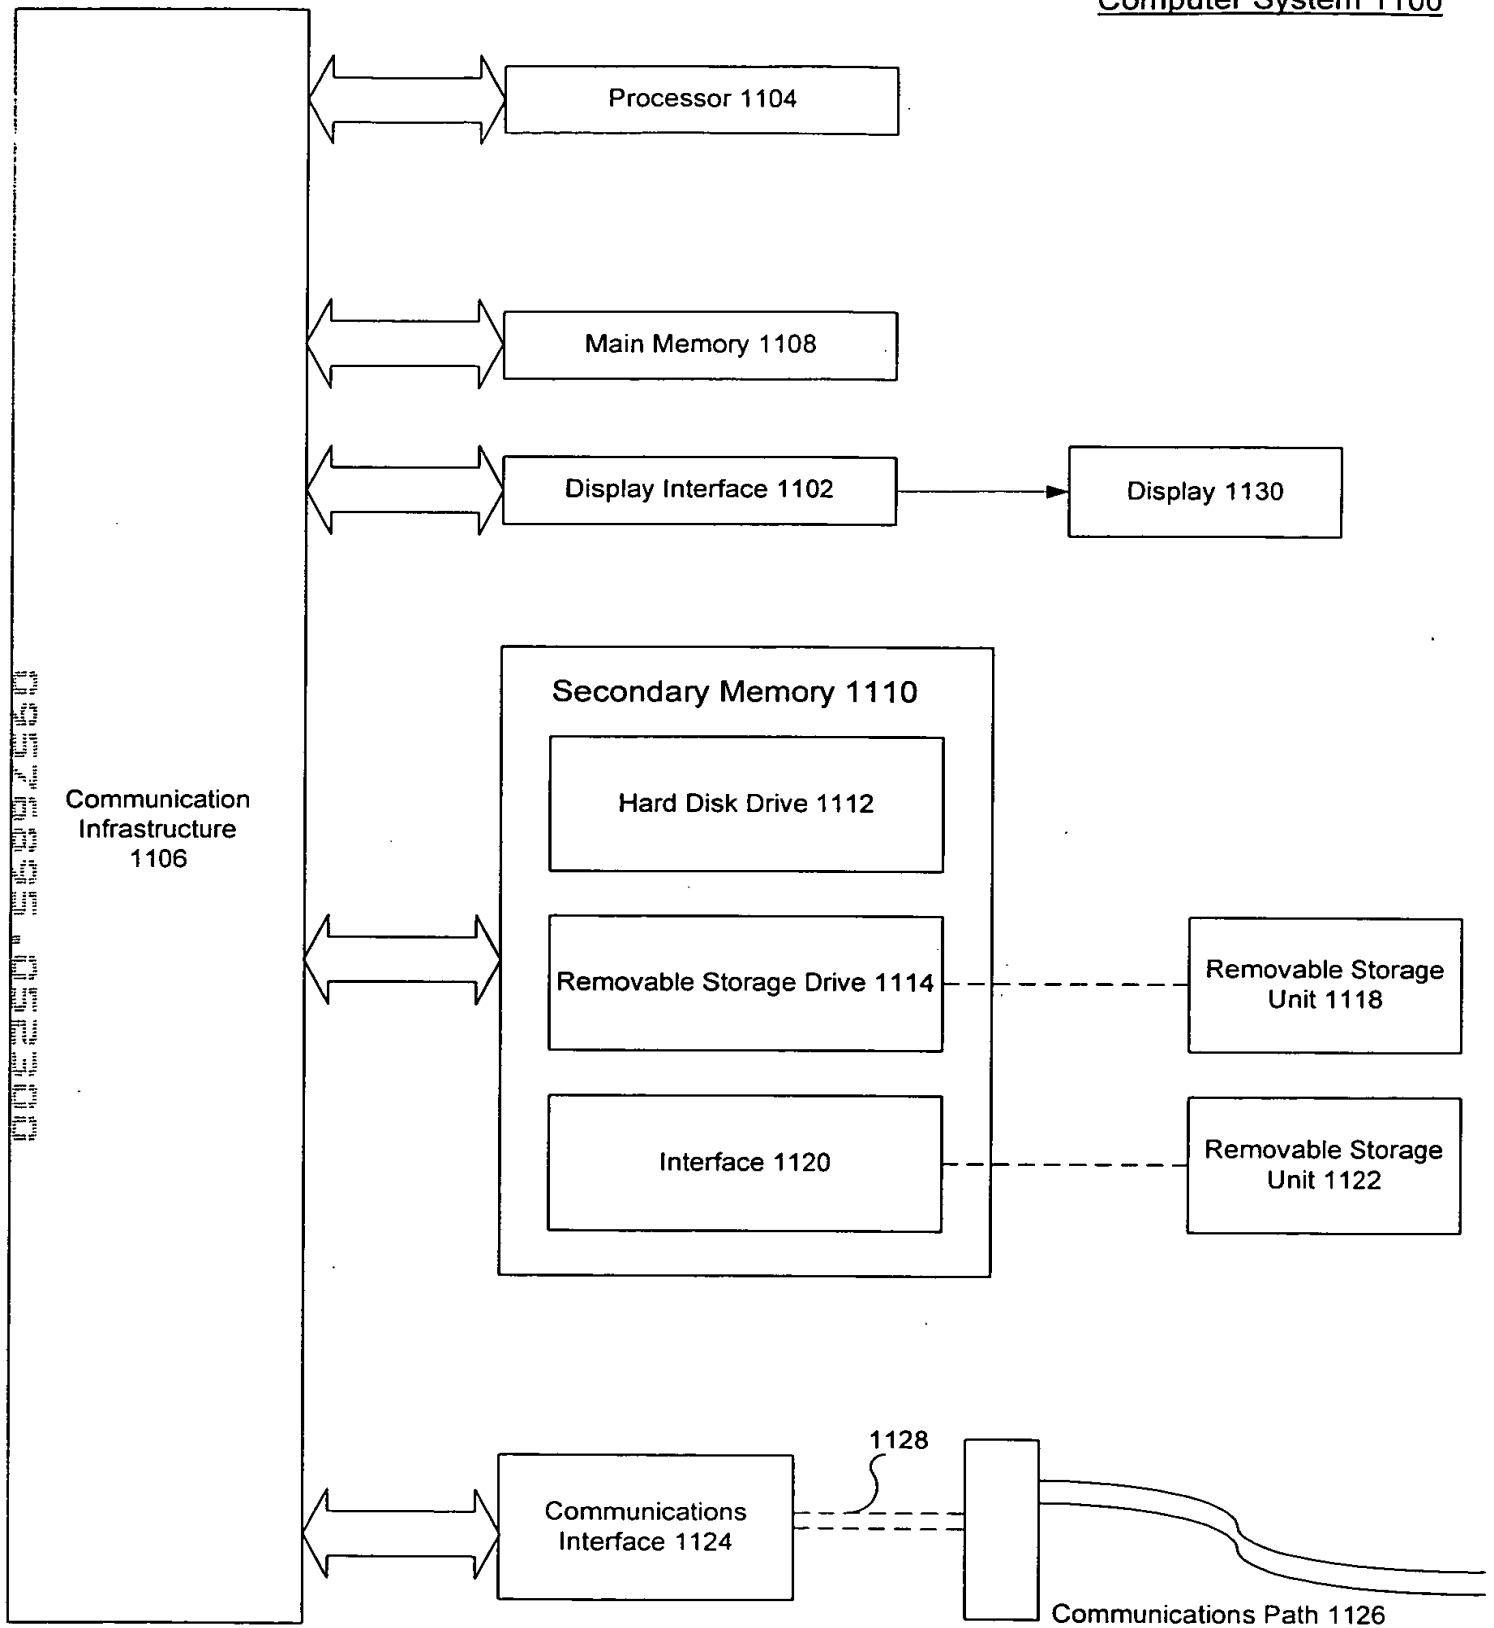 Computer System 1100
Processor 1104
Main Memory 1108
Display Interface 1102
Display 1130
Secondary Memory 1110
Hard Disk Drive 1112
Communication
Infrastructure
1106
Removable Storage Drive 1114
Removable Storage
Unit 1118
Interface 1120
Removable Storage
Unit 1122
1128
Communications
Interface 1124
Communications Path 1126
09576895.052300